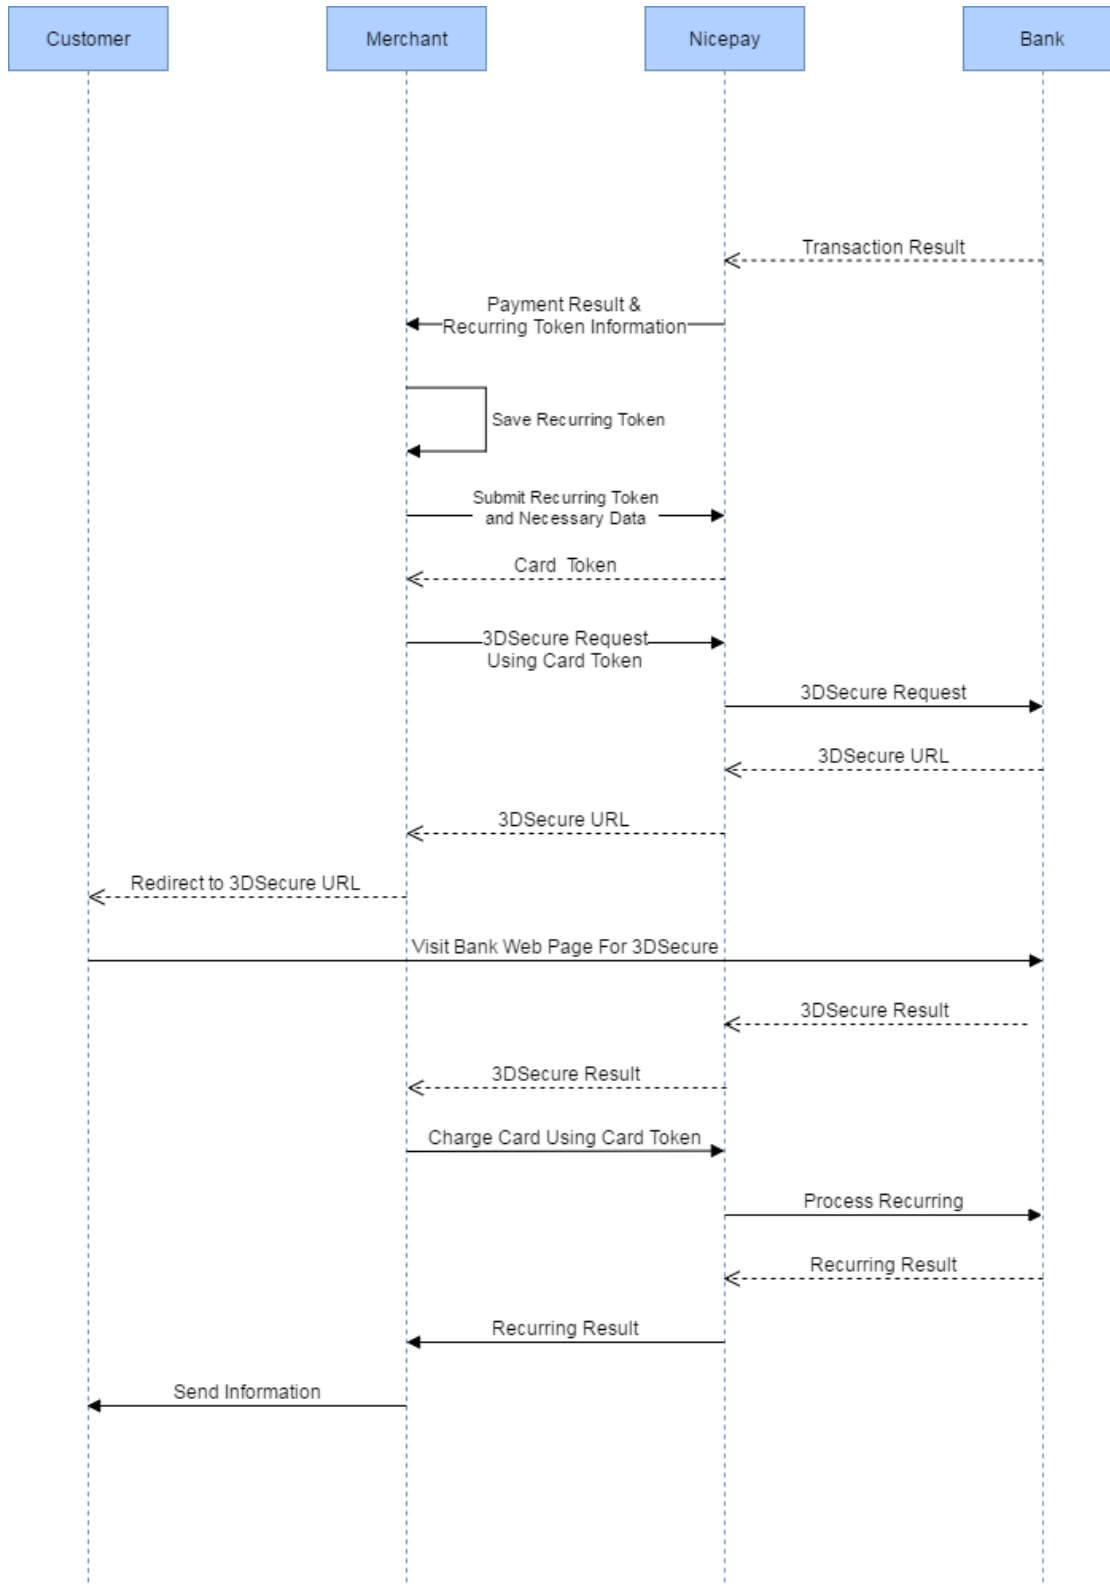 Customer
Merchant
Nicepay
Bank
Transaction Result
Payment Result &
Recurring Token Information
Save Recurring Token
Submit Recurring Token
and Necessary Data
Card Token
3DSecure Request
Using Card Token
3DSecure Request
3DSecure URL
3DSecure URL
Redirect to 3DSecure URL
Visit Bank Web Page For 3DSecure
3DSecure Result
3DSecure Result
Charge Card Using Card Token
Process Recurring
Recurring Result
Recurring Result
Send Information